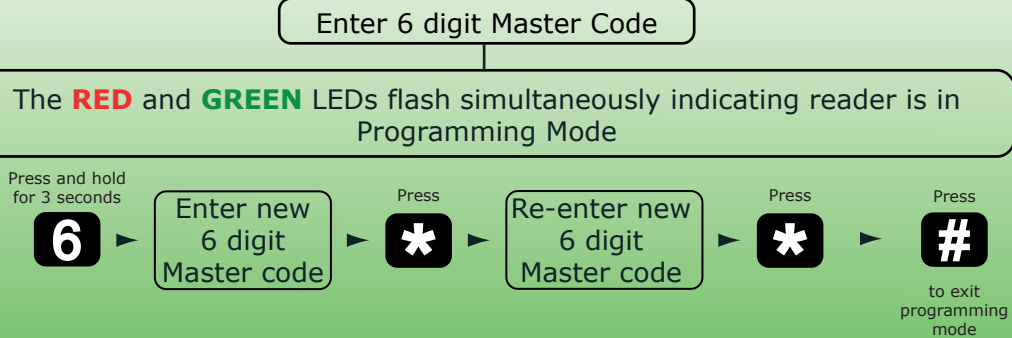 Enter 6 digit Master Code
The RED and GREEN LEDs flash simultaneously indicating reader is in
Programming Mode
Press and hold
for 3 seconds
6
Enter new
6 digit
Master code
Press
*
Re-enter new
6 digit
Master code
Press
*
Press
#
to exit
programming
mode